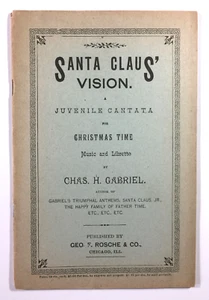 SANTA CLAUS'
VISION.
A
JUVENILE CANTATA
FOR
CHRISTMAS TIME
Music and Libretto
BY
CHAS. H. GABRIEL.
AUTHOR OF
GABRIEL'S TRIUMPHAL ANTHEMS, SANTA CLAUS, JR.,
THE HAPPY FAMILY OF FATHER TIME,
ETC., ETC., ETC.
PUBLISHED BY
GEO F. ROSCHE & CO.,
CHICAGO, ILL.